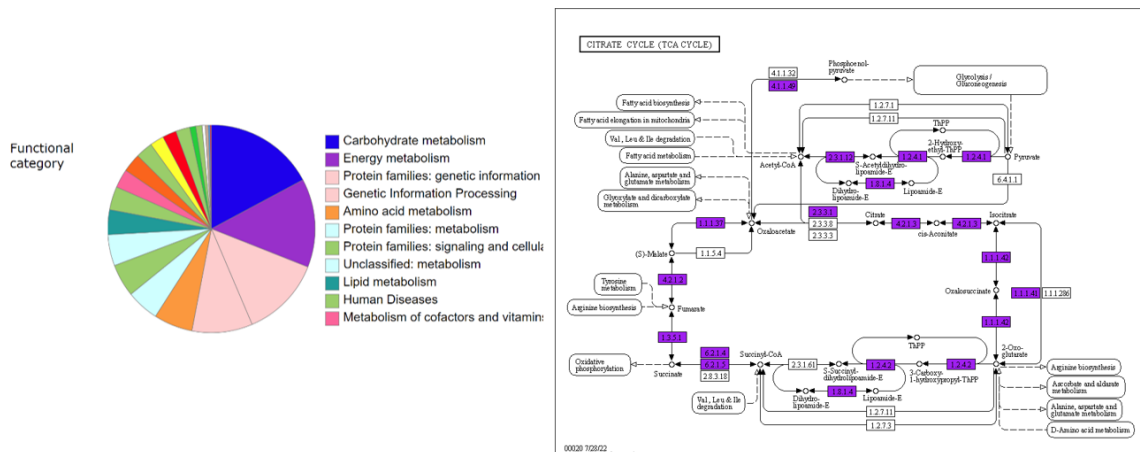 Functional
category
Carbohydrate metabolism
Energy metabolism
Protein families: genetic information
Genetic Information Processing
Amino acid metabolism
Protein families: metabolism
Protein families: signaling and cellula
Unclassified: metabolism
Lipid metabolism
Human Diseases
Metabolism of cofactors and vitamins
CITRATE CYCLE (TCA CYCLE)
4.1.1.32
4.1.1.49
Phosphoenol-
pyruvate
Glycolysis /
Gluconeogenesis
Fatty acid biosynthesis
Fatty acid elongation in mitochondria
Val, Leu & Ile degradation
Fatty acid metabolism
Alanine, aspartate and
glutamate metabolism
Glyoxylate and dicarboxylate
metabolism
1.2.7.1
1.2.7.11
ThPP
2-Hydroxy-
ethyl-ThPP
2.3.1.12
1.2.4.1
1.2.4.1
Acetyl-CoA
S-Acetyldihydro-
lipoamide-E
Pyruvate
1.8.1.4
Dihydro-
lipoamide-E
Lipoamide-E
6.4.1.1
1.1.1.37
Oxaloacetate
2.3.3.1
2.3.3.8
2.3.3.3
Citrate
4.2.1.3
cis-Aconitate
4.2.1.3
Isocitrate
(S)-Malate
1.1.5.4
1.1.1.42
4.2.1.2
Tyrosine
metabolism
Oxalosuccinate
1.1.1.41
1.1.1.286
Arginine biosynthesis
Fumarate
1.1.1.42
1.3.5.1
ThPP
6.2.1.4
6.2.1.5
2.8.3.18
Oxidative
phosphorylation
Succinate
Succinyl-CoA
2.3.1.61
S-Succinyl-
dihydrolipoamide-E
1.2.4.2
3-Carboxy-
1-hydroxypropyl-ThPP
1.2.4.2
2-Oxo-
glutarate
Arginine biosynthesis
Ascorbate and aldarate
metabolism
Alanine, aspartate and
glutamate metabolism
D-Amino acid metabolism
Val, Leu & Ile
degradation
1.8.1.4
Dihydro-
lipoamide-E
Lipoamide-E
1.2.7.11
1.2.7.3
00020 7/28/22